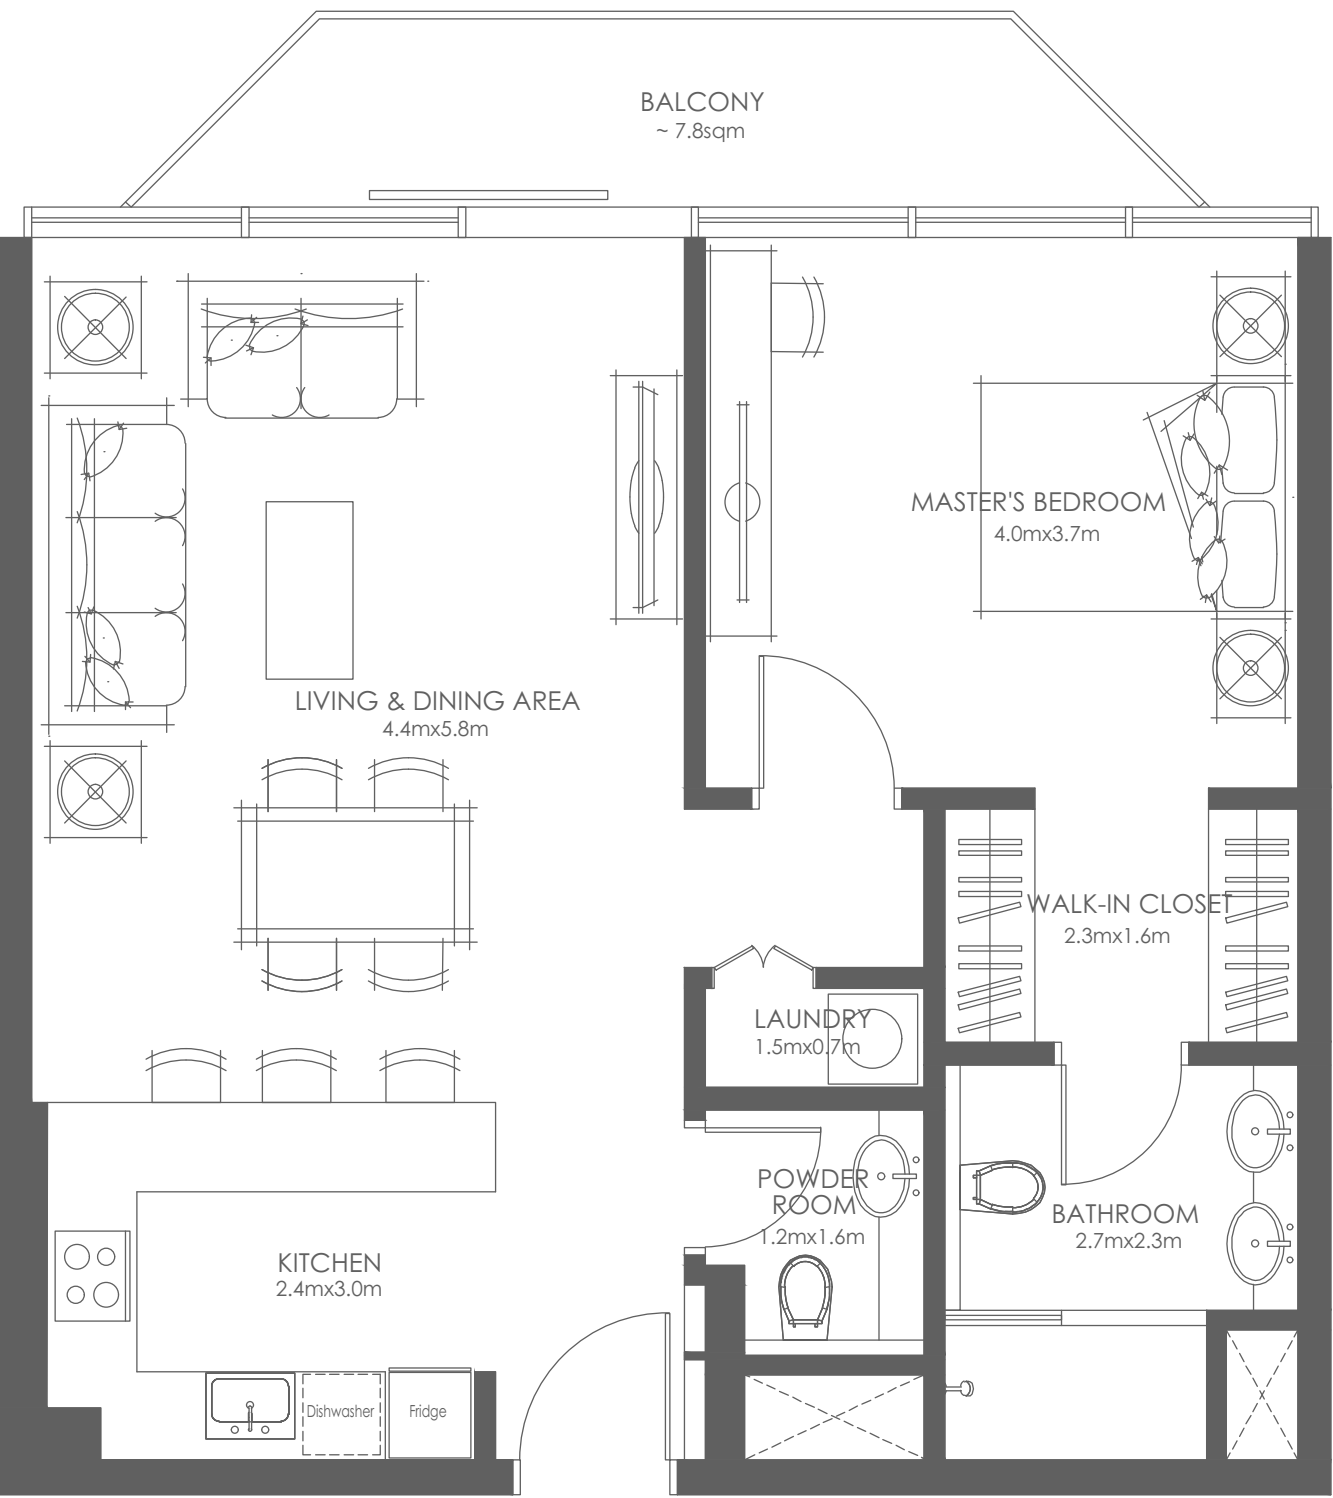 BALCONY
~ 7.8sqm
MASTER'S BEDROOM
4.0mx3.7m
LIVING & DINING AREA
4.4mx5.8m
WALK-IN CLOSET
2.3mx1.6m
LAUNDRY
1.5mx0.7m
POWDER
ROOM
1.2mx1.6m
BATHROOM
2.7mx2.3m
KITCHEN
2.4mx3.0m
Dishwasher
Fridge